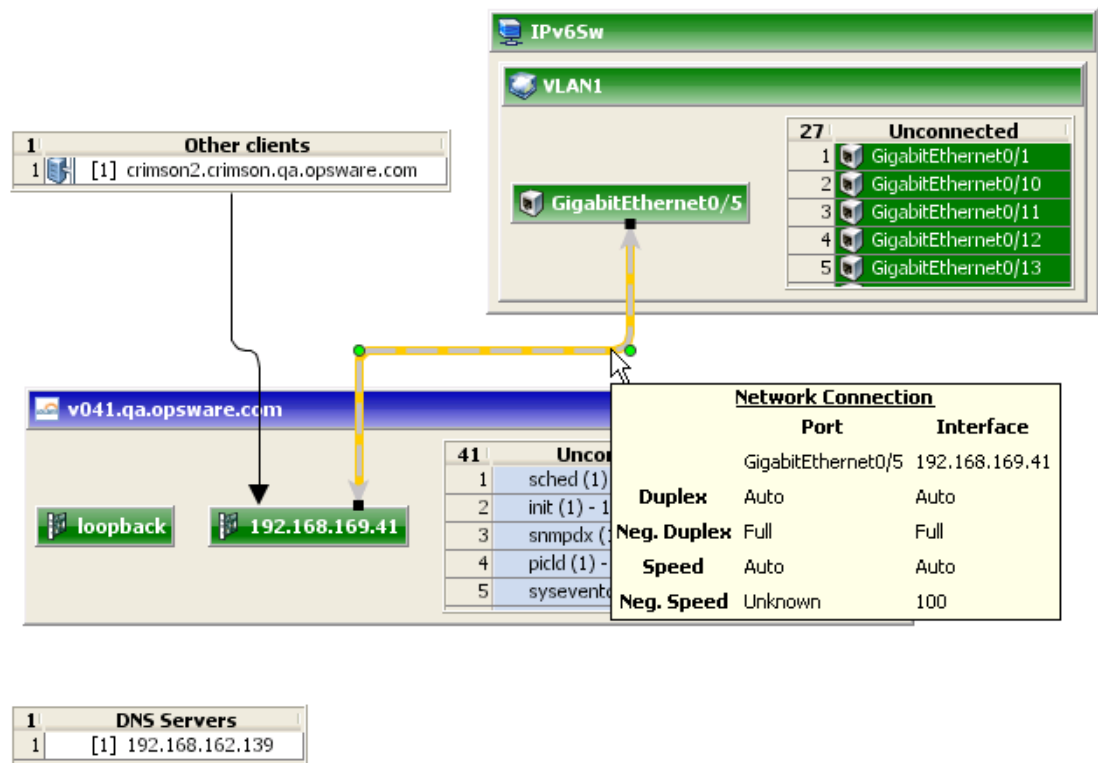 IPv6Sw
VLAN1
27 Unconnected
1 GigabitEthernet0/1
2 GigabitEthernet0/10
3 GigabitEthernet0/11
4 GigabitEthernet0/12
5 GigabitEthernet0/13
GigabitEthernet0/5
1 Other clients
1 [1] crimson2.crimson.qa.opsware.com
v041.qa.opsware.com
loopback
192.168.169.41
41 Uncor
1 sched (1)
2 init (1) - 1
3 snmpdx (
4 picld (1) -
5 sysevent
Network Connection
Port Interface
GigabitEthernet0/5 192.168.169.41
Duplex Auto Auto
Neg. Duplex Full Full
Speed Auto Auto
Neg. Speed Unknown 100
1 DNS Servers
1 [1] 192.168.162.139